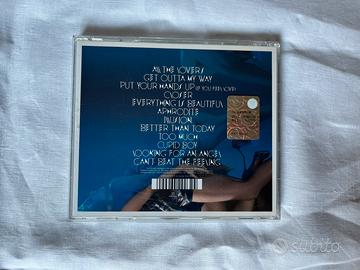 ALL THE LOVERS
GET OUTTA MY WAY
PUT YOUR HANDS UP (IF YOU FEEL LOVE)
CLOSER
EVERYTHING IS BEAUTIFUL
APHRODITE
ILLUSION
BETTER THAN TODAY
TOO MUCH
CUPID BOY
LOOKING FOR AN ANGEL
CAN'T BEAT THE FEELING
subito